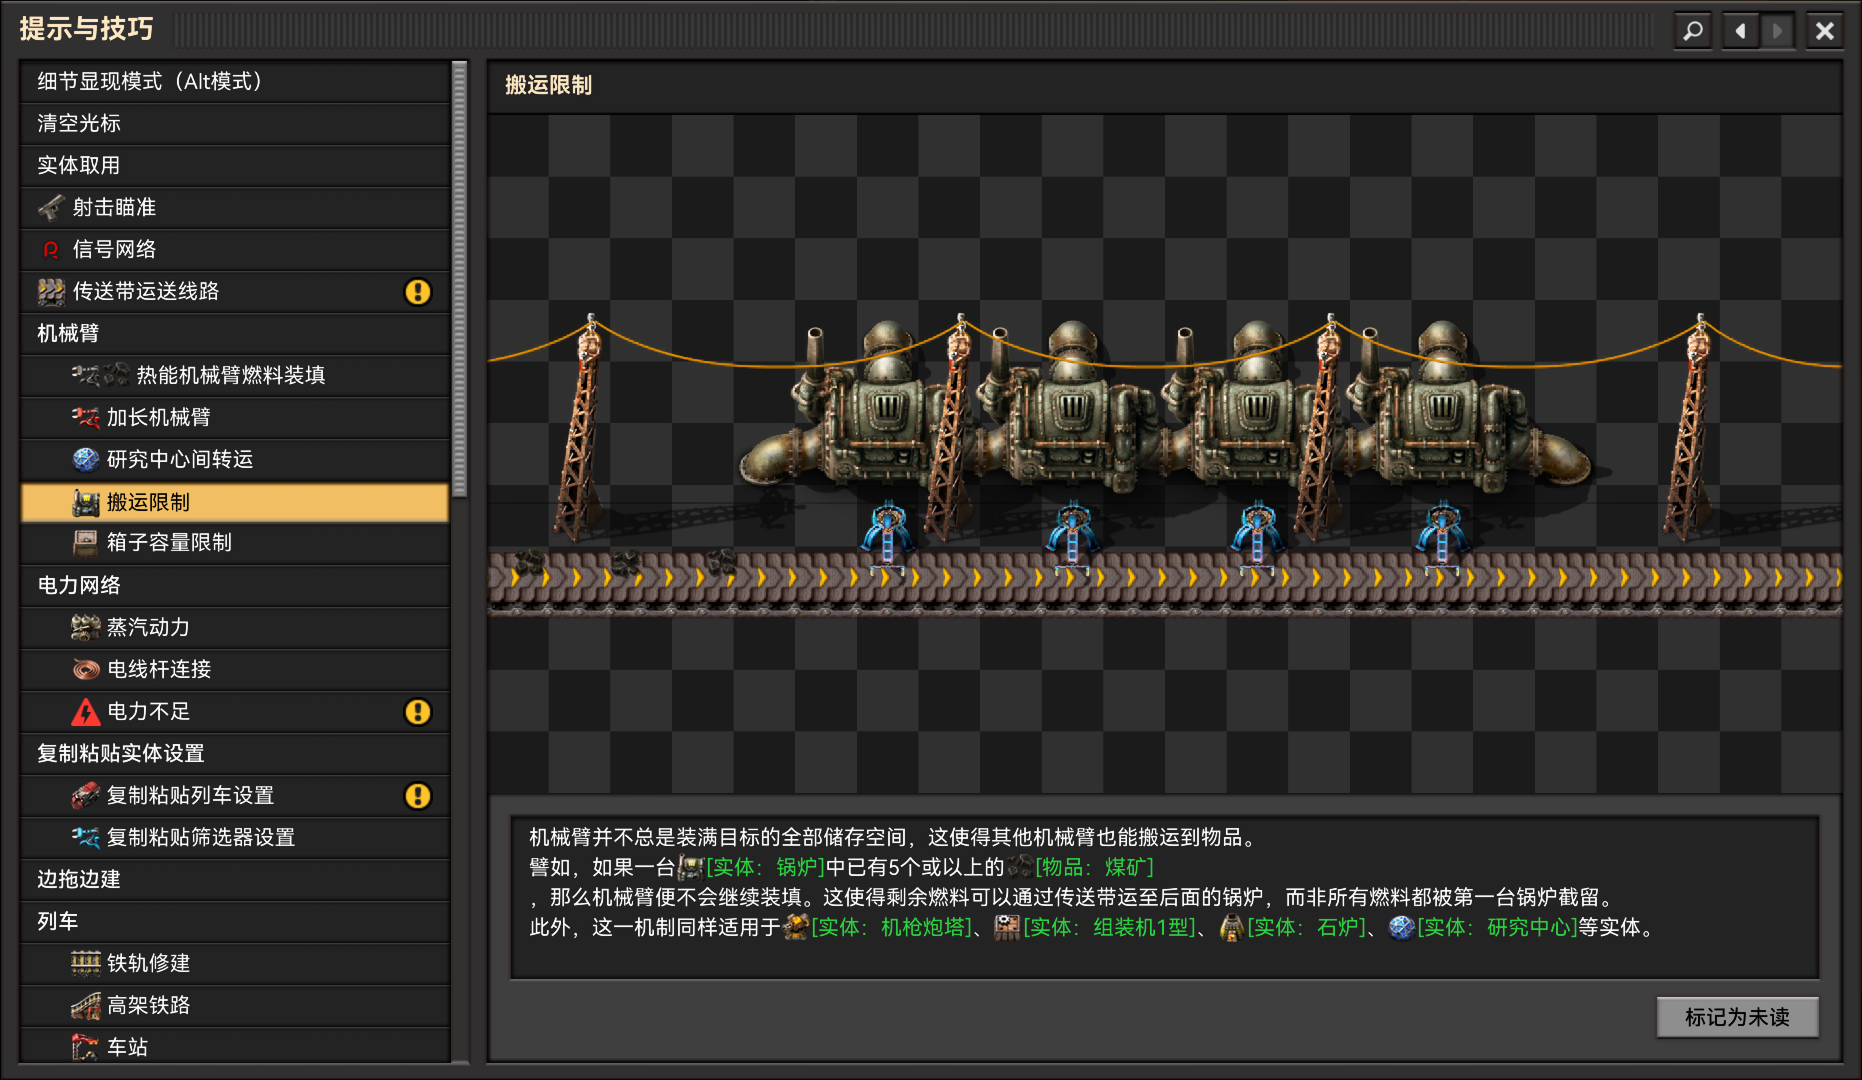 提示与技巧
细节显现模式（Alt模式）
清空光标
实体取用
射击瞄准
信号网络
传送带运送线路
机械臂
热能机械臂燃料装填
加长机械臂
研究中心间转运
搬运限制
箱子容量限制
电力网络
蒸汽动力
电线杆连接
电力不足
复制粘贴实体设置
复制粘贴列车设置
复制粘贴筛选器设置
边拖边建
列车
铁轨修建
高架铁路
车站
搬运限制
机械臂并不总是装满目标的全部储存空间，这使得其他机械臂也能搬运到物品。
譬如，如果一台[实体：锅炉]中已有5个或以上的[物品：煤矿]
，那么机械臂便不会继续装填。这使得剩余燃料可以通过传送带运至后面的锅炉，而非所有燃料都被第一台锅炉截留。
此外，这一机制同样适用于[实体：机枪炮塔]、[实体：组装机1型]、[实体：石炉]、[实体：研究中心]等实体。
标记为未读